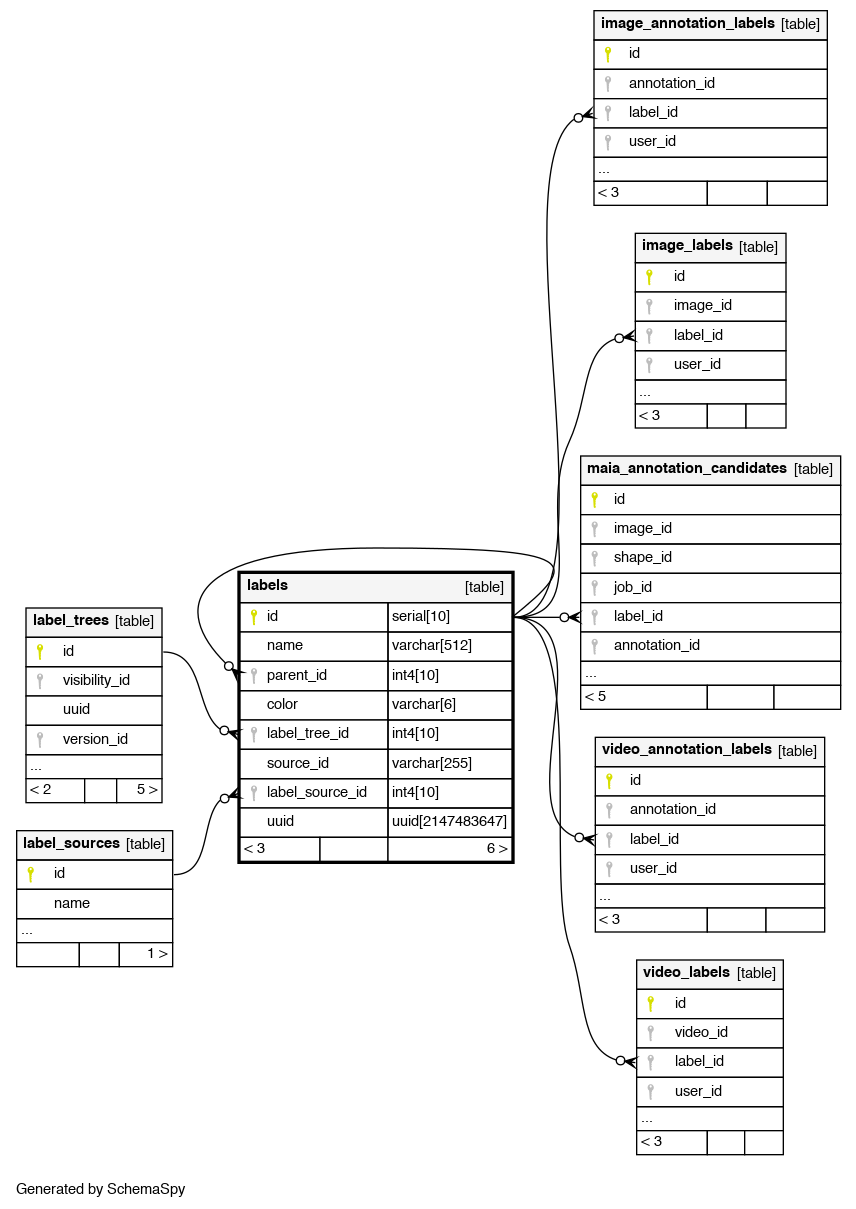 image_annotation_labels [table]
id
annotation_id
label_id
user_id
...
< 3
image_labels [table]
id
image_id
label_id
user_id
...
< 3
maia_annotation_candidates [table]
id
image_id
shape_id
job_id
label_id
annotation_id
...
< 5
labels [table]
id serial[10]
name varchar[512]
parent_id int4[10]
color varchar[6]
label_tree_id int4[10]
source_id varchar[255]
label_source_id int4[10]
uuid uuid[2147483647]
< 3 6 >
label_trees [table]
id
visibility_id
uuid
version_id
...
< 2 5 >
label_sources [table]
id
name
...
1 >
video_annotation_labels [table]
id
annotation_id
label_id
user_id
...
< 3
video_labels [table]
id
video_id
label_id
user_id
...
< 3
Generated by SchemaSpy